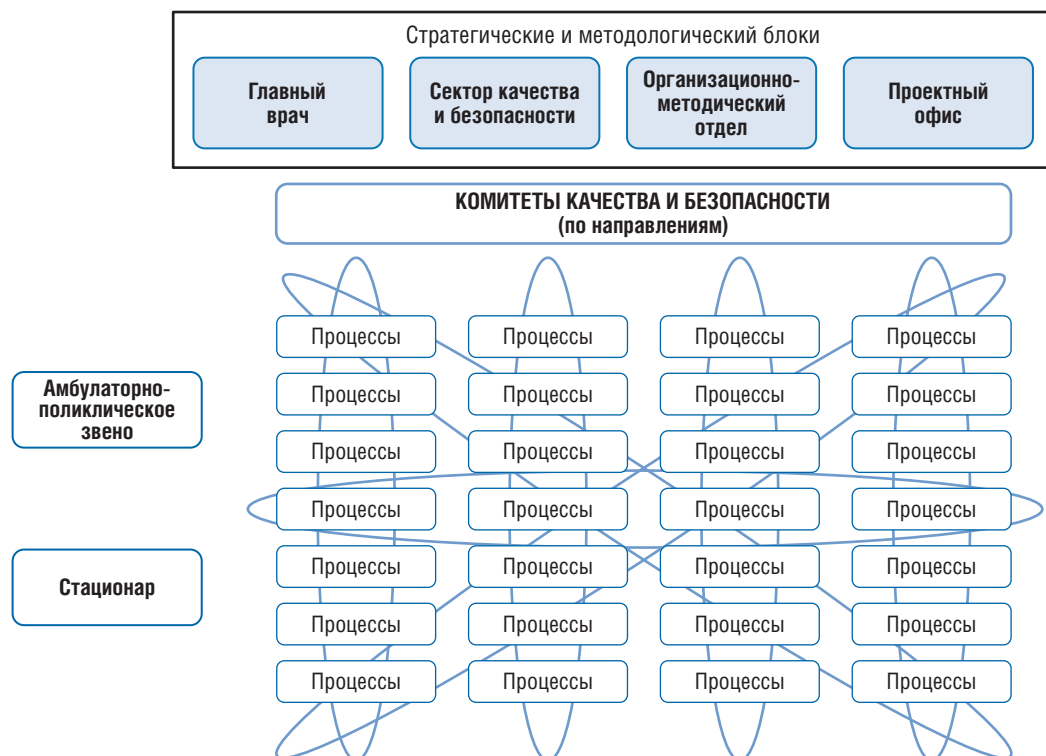 Стратегические и методологический блоки
Главный
врач
Сектор качества
и безопасности
Организационно-
методический
отдел
Проектный
офис
КОМИТЕТЫ КАЧЕСТВА И БЕЗОПАСНОСТИ
(по направлениям)
Процессы Процессы Процессы Процессы
Амбулаторно-
поликлическое
звено
Процессы Процессы Процессы Процессы
Процессы Процессы Процессы Процессы
Процессы Процессы Процессы Процессы
Стационар
Процессы Процессы Процессы Процессы
Процессы Процессы Процессы Процессы
Процессы Процессы Процессы Процессы